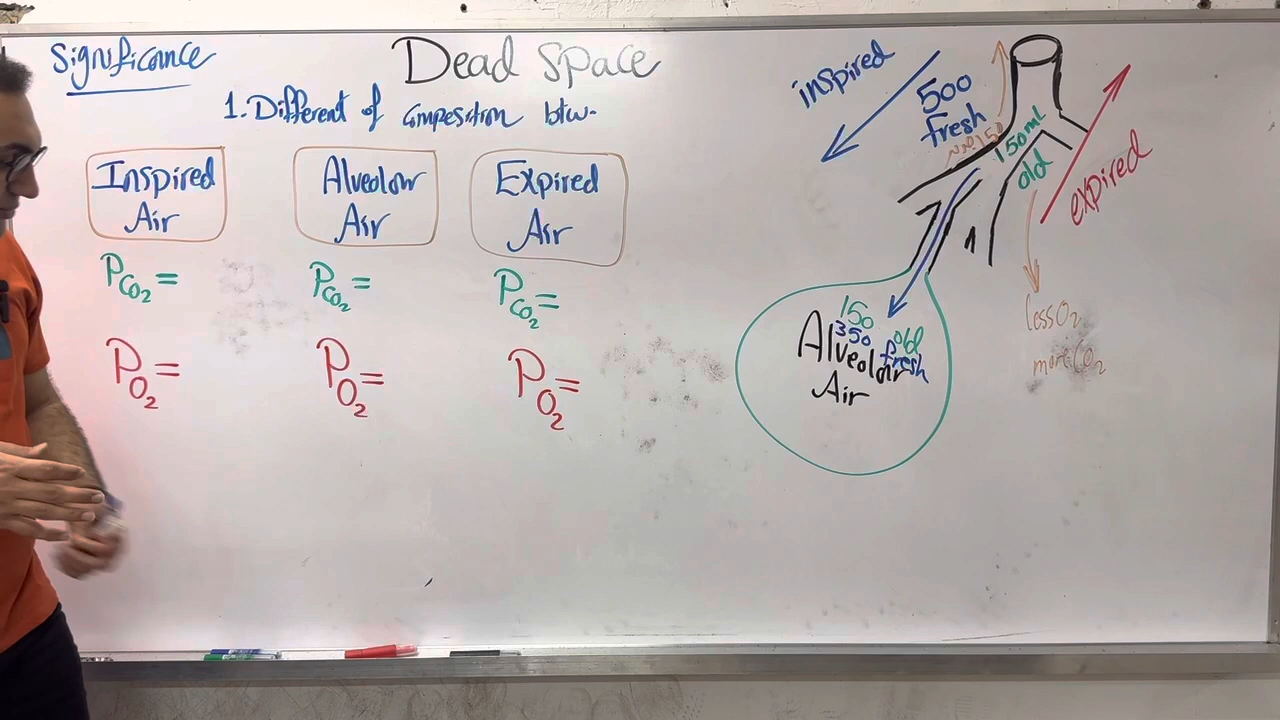 Significance
Dead Space
1. Different of composition btw.
Inspired
Air
Alveolar
Air
Expired
Air
PCO2 =
PCO2 =
PCO2 =
PO2 =
PO2 =
PO2 =
inspired
500
fresh
150
150ml
old
expired
150 old
350 fresh
Alveolar
Air
less O2
more CO2